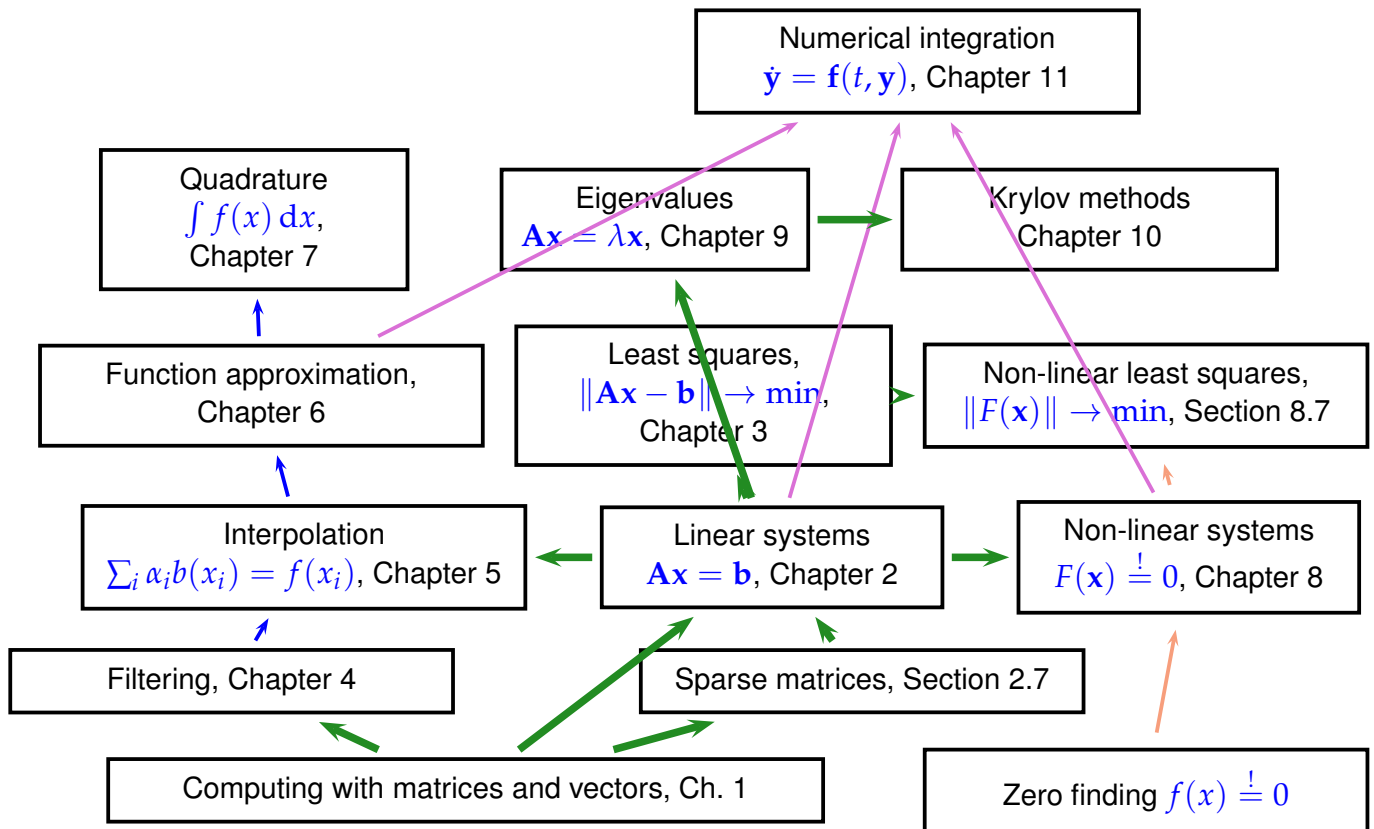 Numerical integration
ẏ = f(t, y), Chapter 11
Quadrature
∫ f(x) dx,
Chapter 7
Eigenvalues
Ax = λx, Chapter 9
Krylov methods
Chapter 10
Function approximation,
Chapter 6
Least squares,
‖Ax − b‖ → min,
Chapter 3
Non-linear least squares,
‖F(x)‖ → min, Section 8.7
Interpolation
∑ᵢ αᵢb(xᵢ) = f(xᵢ), Chapter 5
Linear systems
Ax = b, Chapter 2
Non-linear systems
F(x) =! 0, Chapter 8
Filtering, Chapter 4
Sparse matrices, Section 2.7
Computing with matrices and vectors, Ch. 1
Zero finding f(x) =! 0